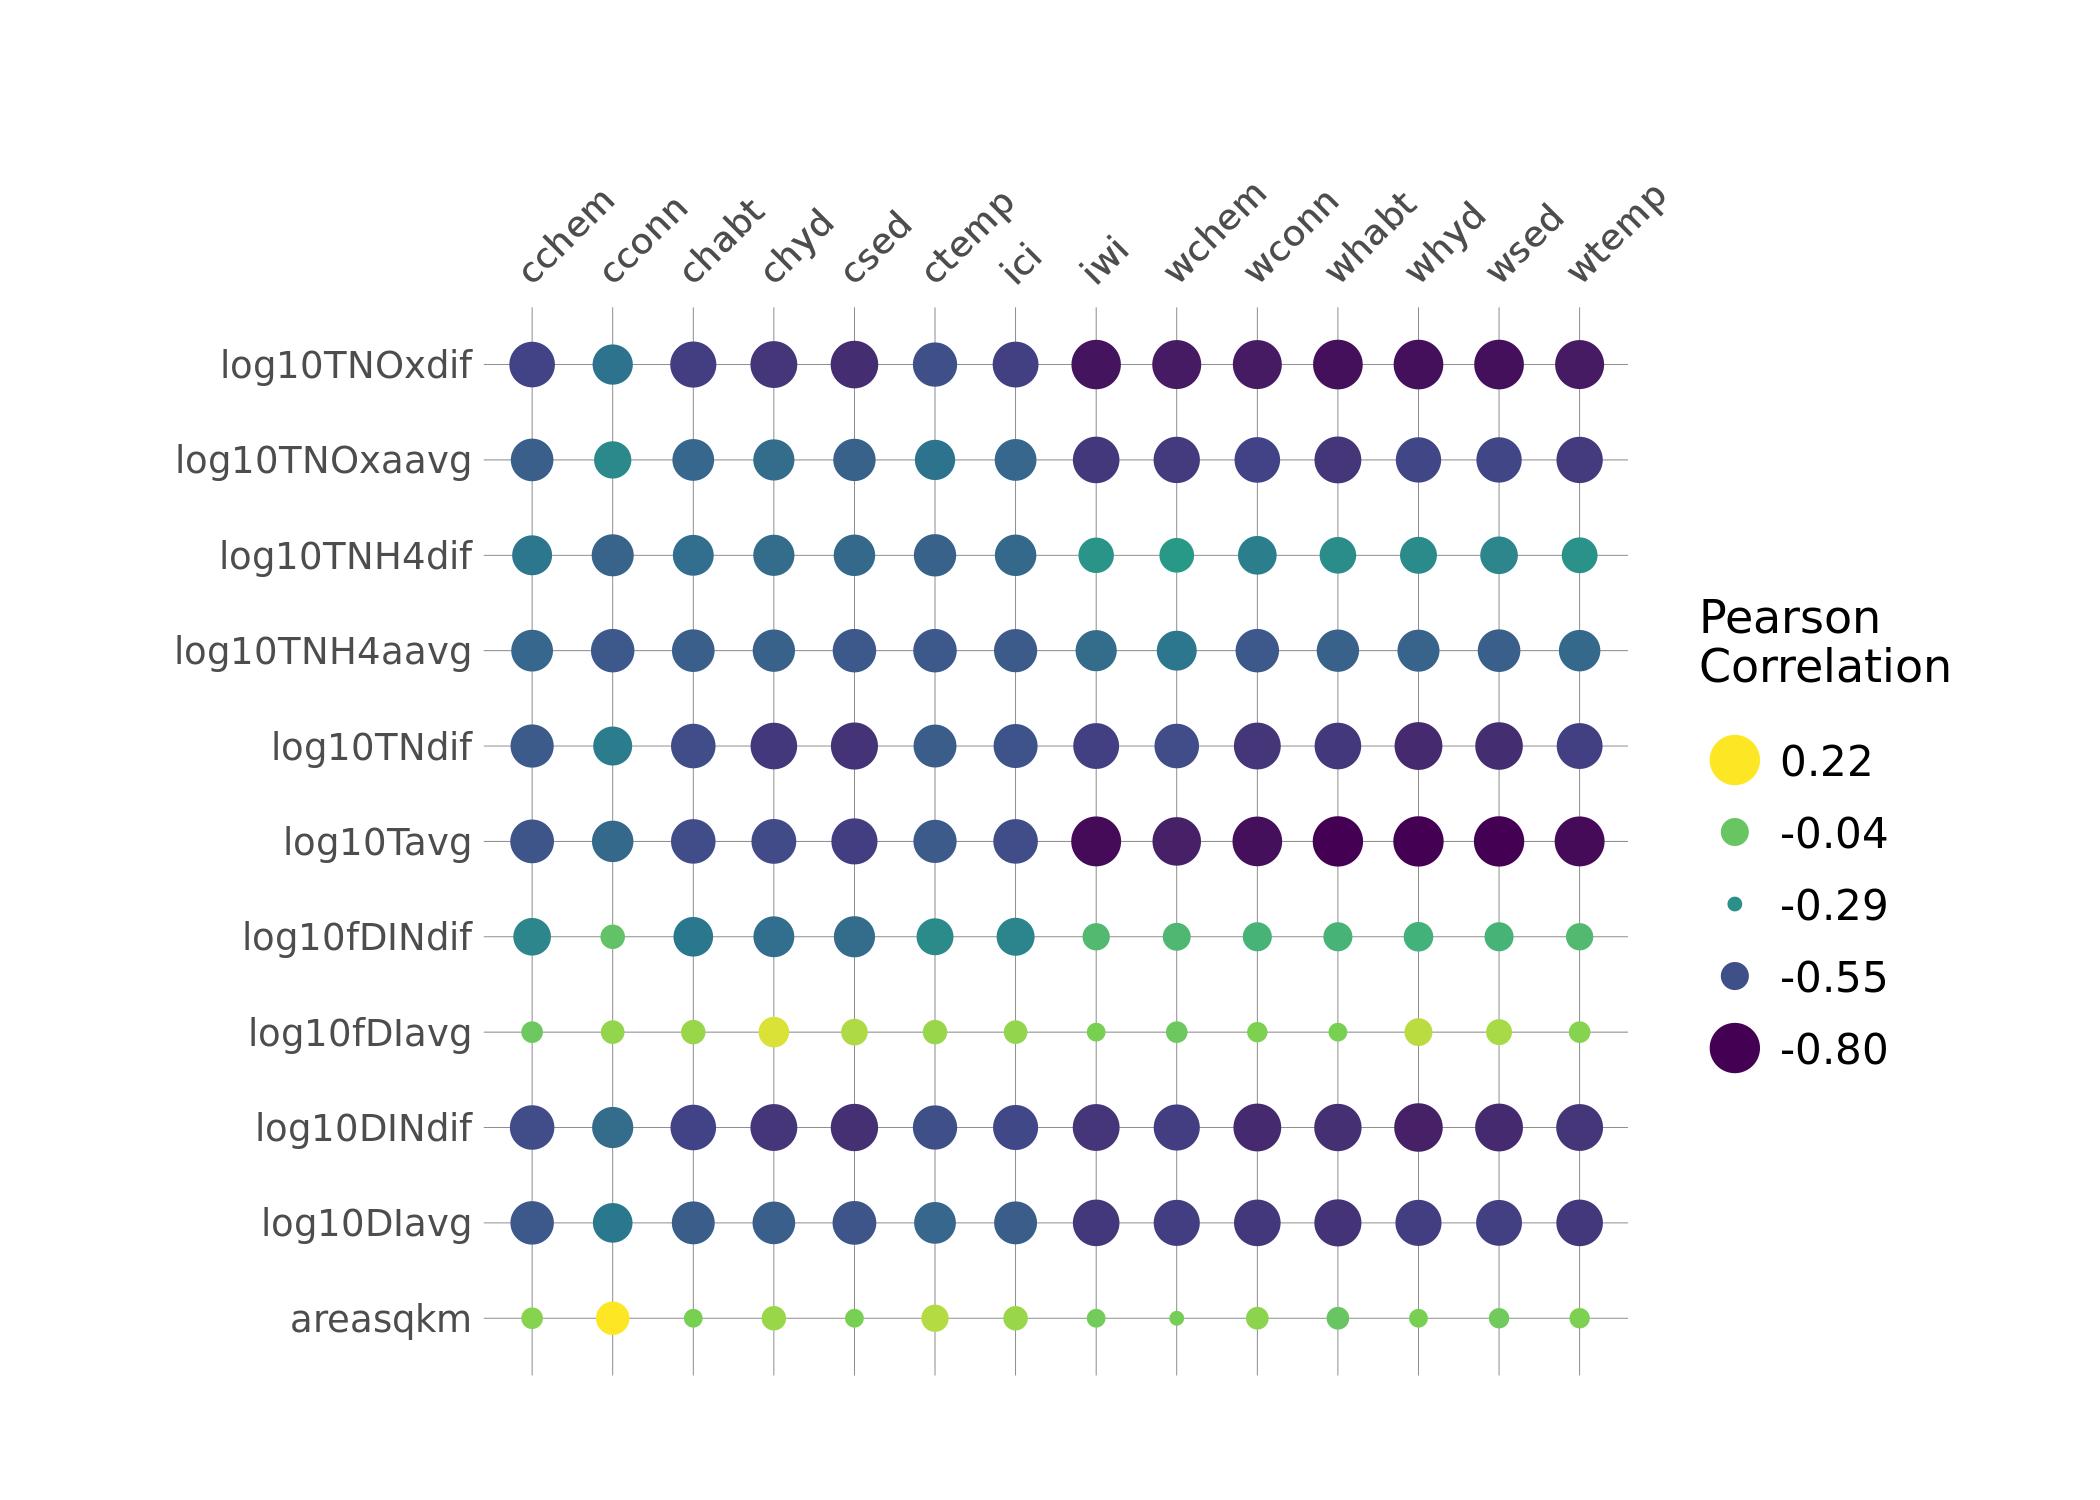 cchem
cconn
chabt
chyd
csed
ctemp
ici
iwi
wchem
wconn
whabt
whyd
wsed
wtemp
log10TNOxdif
log10TNOxaavg
log10TNH4dif
log10TNH4aavg
log10TNdif
log10Tavg
log10fDINdif
log10fDIavg
log10DINdif
log10DIavg
areasqkm
Pearson
Correlation
0.22
-0.04
-0.29
-0.55
-0.80